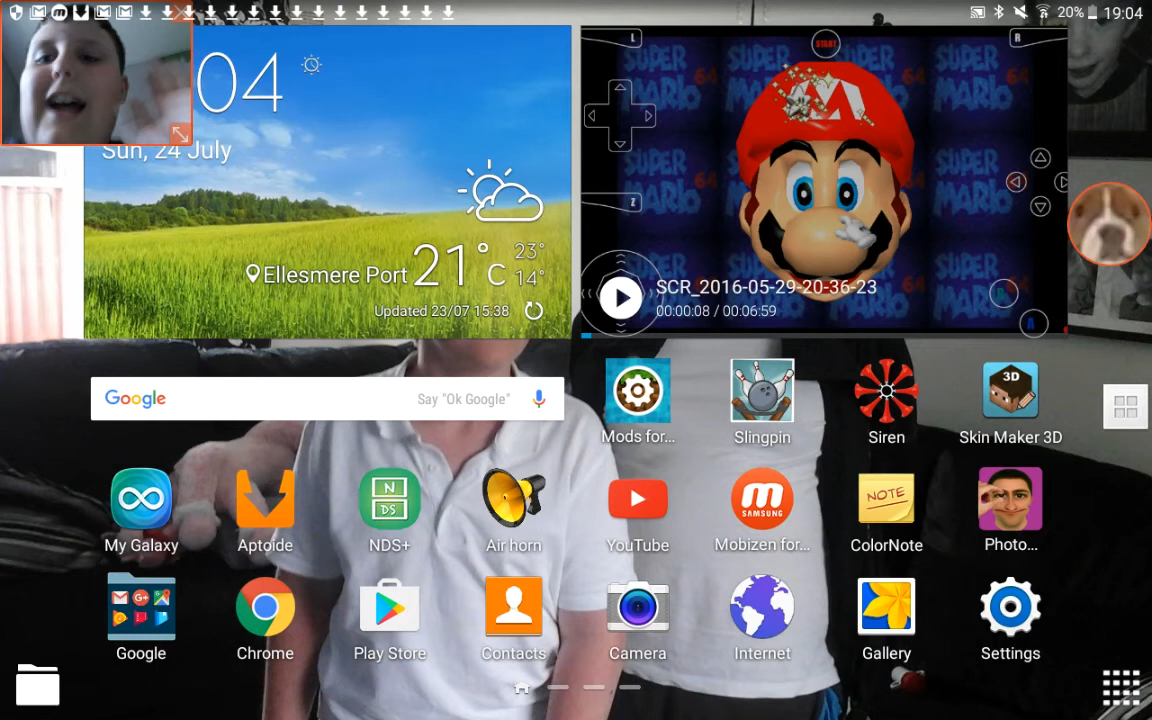 20% 19:04
04
Sun, 24 July
Ellesmere Port 21°C 23° 14°
Updated 23/07 15:38
L
START
R
Z
SUPER MARIO 64
M
SCR_2016-05-29-20-36-23
00:00:08 / 00:06:59
A
Google Say "Ok Google"
Mods for...
Slingpin
Siren
3D
Skin Maker 3D
My Galaxy
Aptoide
N DS
NDS+
Air horn
YouTube
m SAMSUNG
Mobizen for...
NOTE
ColorNote
Photo...
Google
Chrome
Play Store
Contacts
Camera
Internet
Gallery
Settings